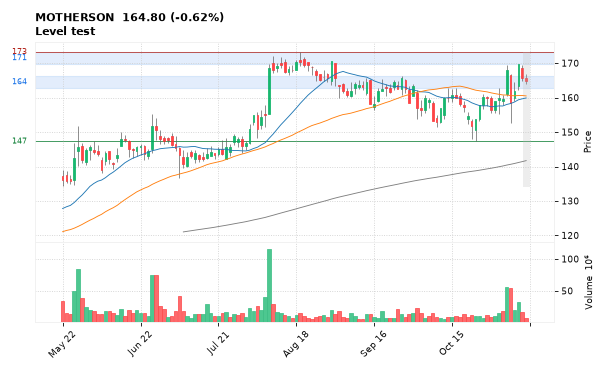 MOTHERSON 164.80 (-0.62%)
Level test
173
171
164
147
170
160
150
140
130
120
Price
100
50
Volume 10⁴
May 22
Jun 22
Jul 21
Aug 18
Sep 16
Oct 15